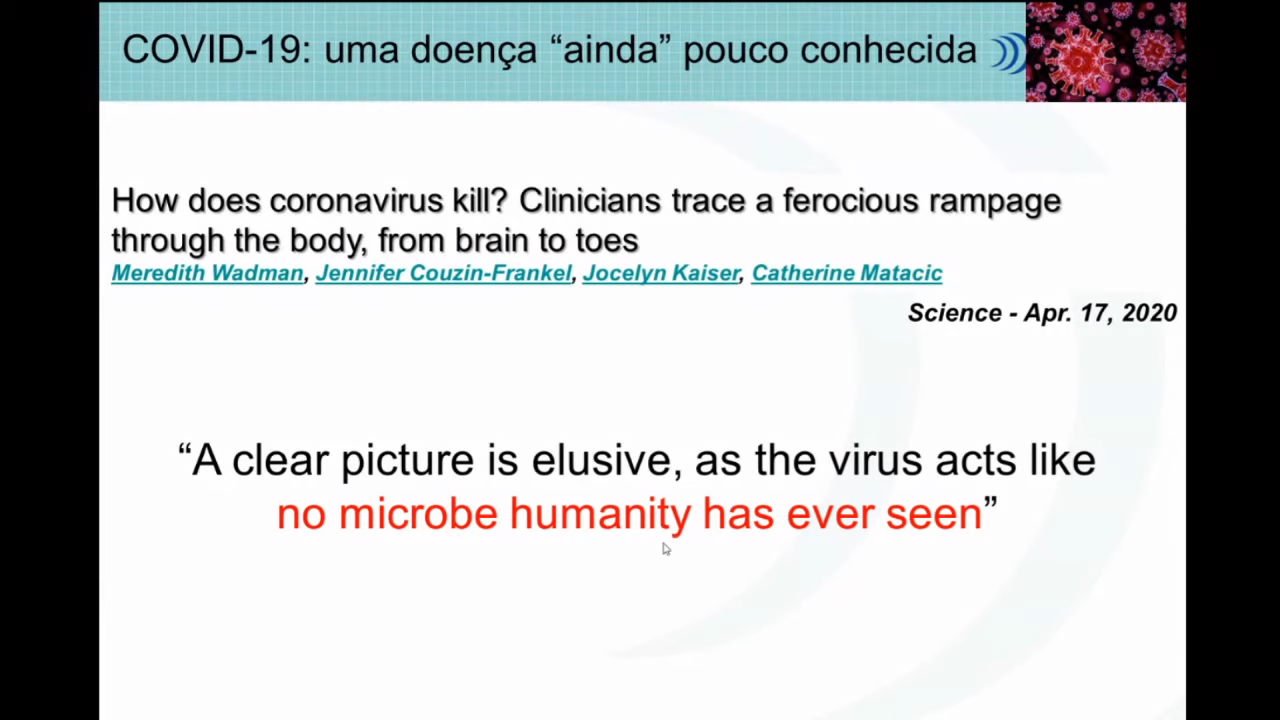 COVID-19: uma doença “ainda” pouco conhecida
How does coronavirus kill? Clinicians trace a ferocious rampage
through the body, from brain to toes
Meredith Wadman, Jennifer Couzin-Frankel, Jocelyn Kaiser, Catherine Matacic
Science - Apr. 17, 2020
“A clear picture is elusive, as the virus acts like
no microbe humanity has ever seen”